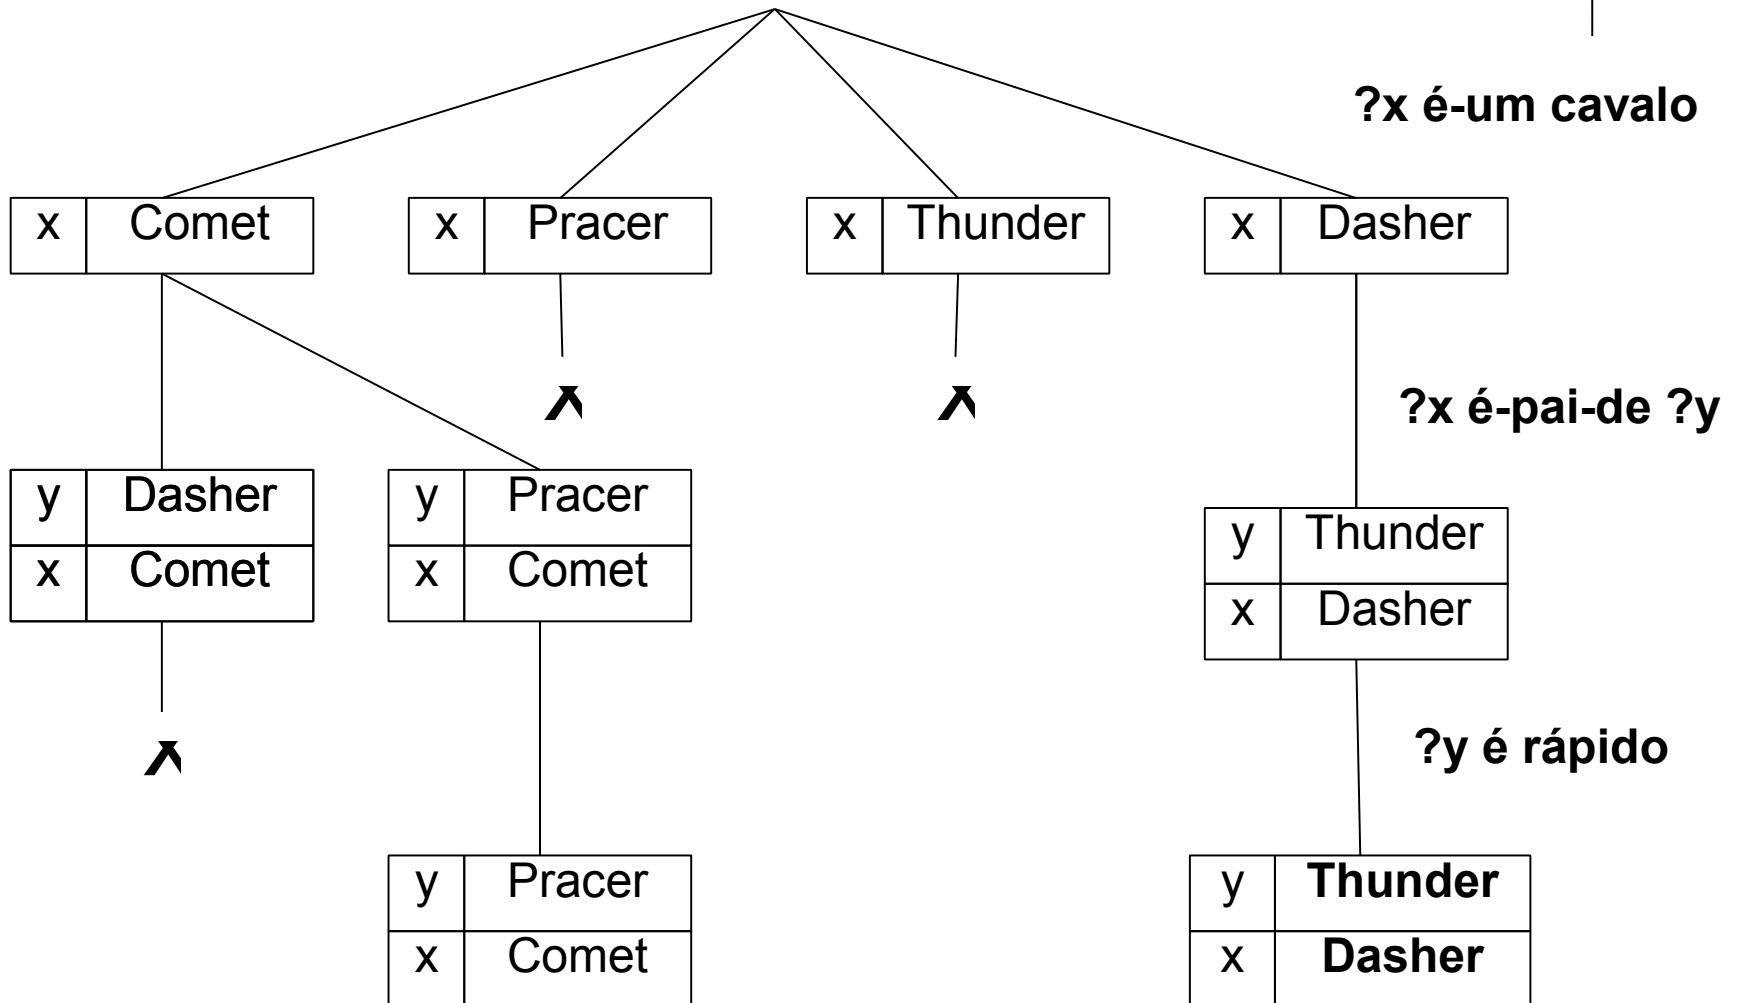 ?x é-um cavalo
x Comet
x Pracer
x Thunder
x Dasher
?x é-pai-de ?y
y Dasher
x Comet
y Pracer
x Comet
y Thunder
x Dasher
?y é rápido
y Pracer
x Comet
y Thunder
x Dasher